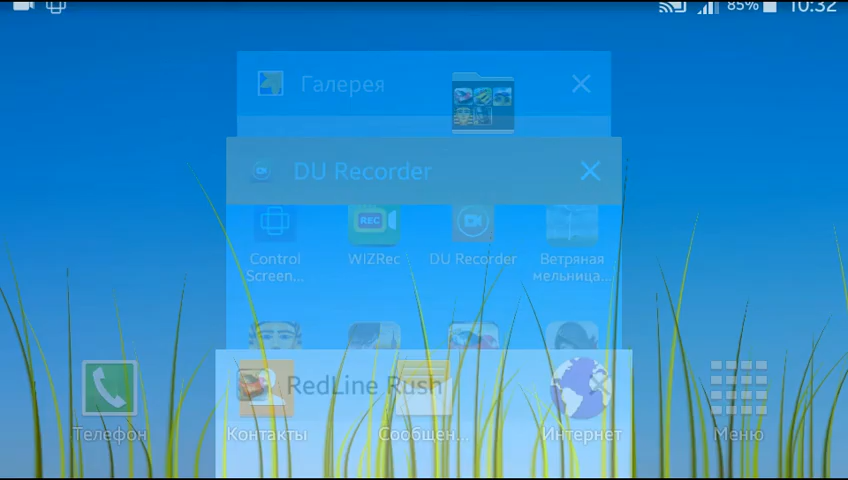 85% 10:32
Галерея
DU Recorder
Control
Screen...
WIZRec
REC
DU Recorder
Ветряная
мельница...
RedLine Rush
Телефон
Контакты
Сообщен...
Интернет
Меню